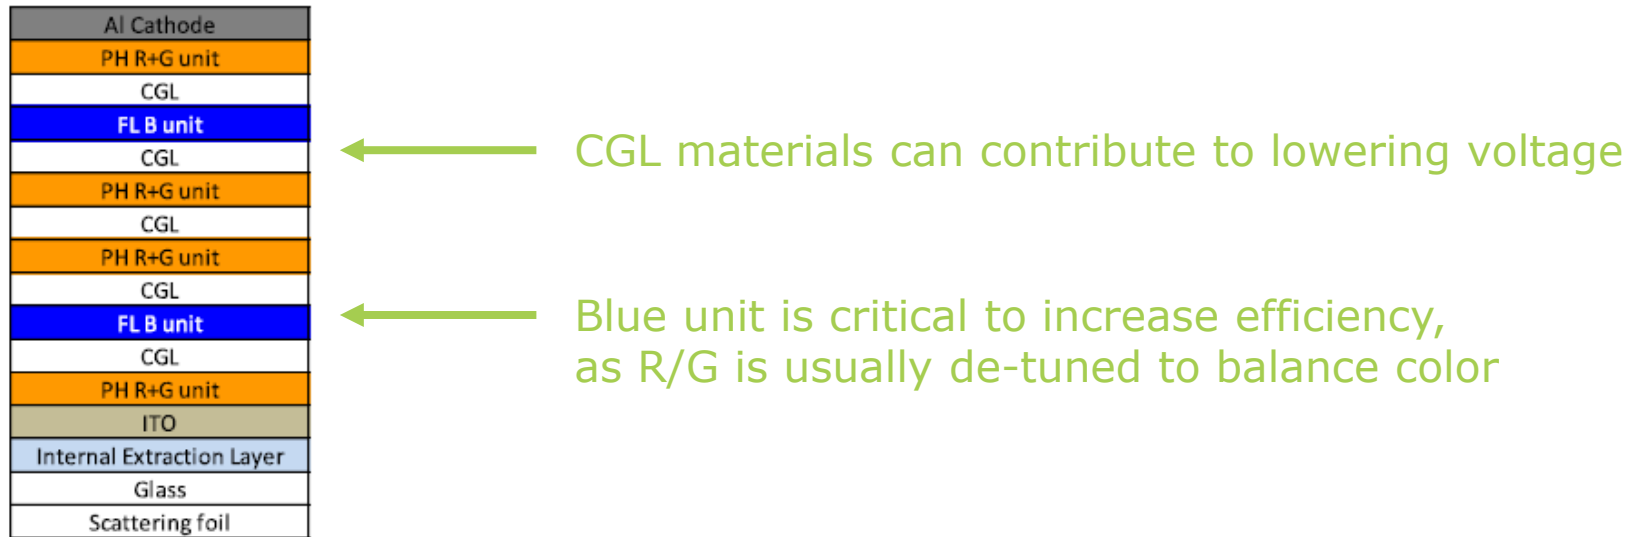 Al Cathode
PH R+G unit
CGL
FL B unit
CGL
PH R+G unit
CGL
PH R+G unit
CGL
FL B unit
CGL
PH R+G unit
ITO
Internal Extraction Layer
Glass
Scattering foil
CGL materials can contribute to lowering voltage
Blue unit is critical to increase efficiency,
as R/G is usually de-tuned to balance color